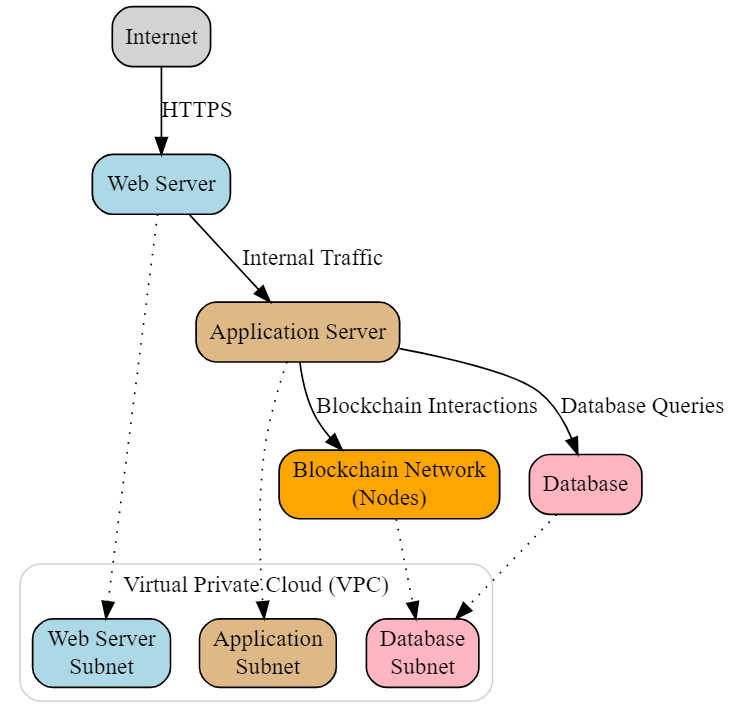 Internet
HTTPS
Web Server
Internal Traffic
Application Server
Blockchain Interactions
Database Queries
Blockchain Network
(Nodes)
Database
Virtual Private Cloud (VPC)
Web Server
Subnet
Application
Subnet
Database
Subnet